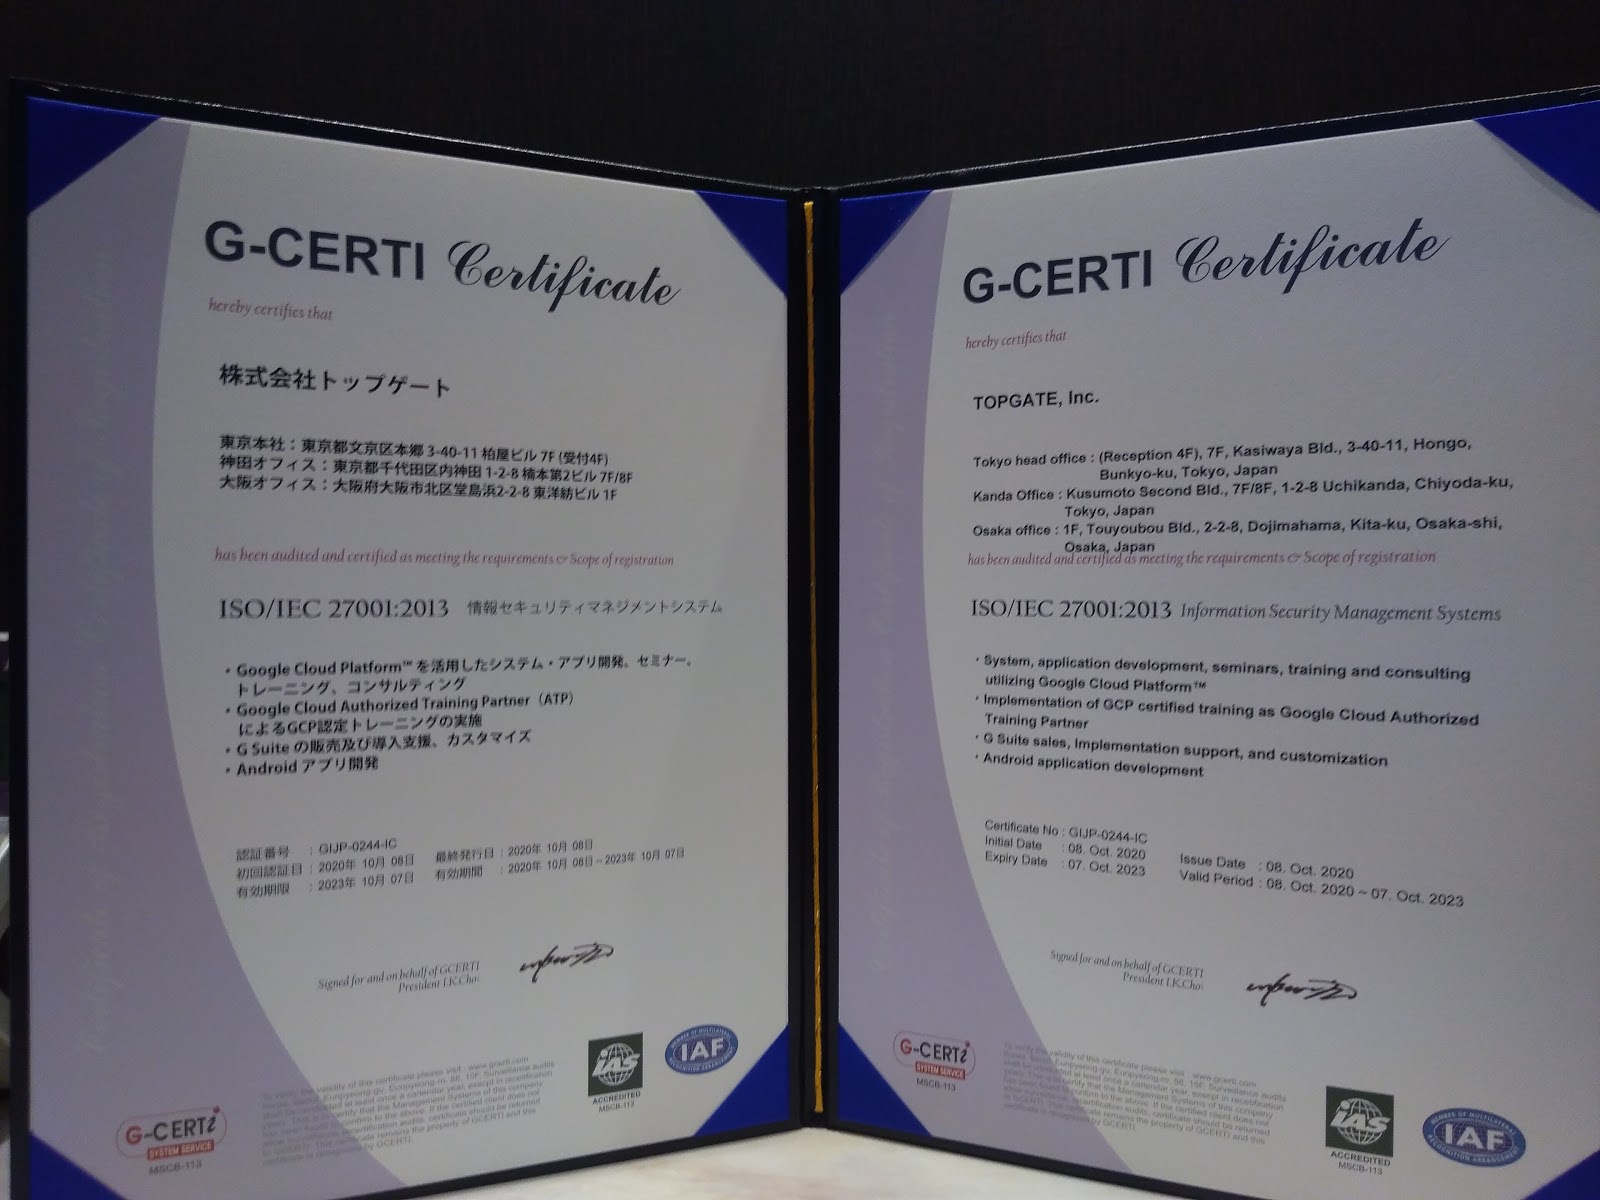 G-CERTI Certificate
hereby certifies that
株式会社トップゲート
東京本社：東京都文京区本郷 3-40-11 柏屋ビル 7F (受付4F)
神田オフィス：東京都千代田区内神田 1-2-8 楠本第2ビル 7F/8F
大阪オフィス：大阪府大阪市北区堂島浜2-2-8 東洋紡ビル 1F
has been audited and certified as meeting the requirements & Scope of registration
ISO/IEC 27001:2013 情報セキュリティマネジメントシステム
・Google Cloud Platform™ を活用したシステム・アプリ開発、セミナー、
トレーニング、コンサルティング
・Google Cloud Authorized Training Partner（ATP）
によるGCP認定トレーニングの実施
・G Suite の販売及び導入支援、カスタマイズ
・Android アプリ開発
認証番号 : GIJP-0244-IC
初回認証日 : 2020年 10月 08日 最終発行日 : 2020年 10月 08日
有効期限 : 2023年 10月 07日 有効期間 : 2020年 10月 08日 ~ 2023年 10月 07日
Signed for and on behalf of GCERTI
President I.K.Cho:
G-CERTi
SYSTEM SERVICE
MSCB-113
IAS
ACCREDITED
MSCB-113
MEMBER OF MULTILATERAL
IAF
RECOGNITION ARRANGEMENT
G-CERTI Certificate
hereby certifies that
TOPGATE, Inc.
Tokyo head office : (Reception 4F), 7F, Kasiwaya Bld., 3-40-11, Hongo,
Bunkyo-ku, Tokyo, Japan
Kanda Office : Kusumoto Second Bld., 7F/8F, 1-2-8 Uchikanda, Chiyoda-ku,
Tokyo, Japan
Osaka office : 1F, Touyoubou Bld., 2-2-8, Dojimahama, Kita-ku, Osaka-shi,
Osaka, Japan
has been audited and certified as meeting the requirements & Scope of registration
ISO/IEC 27001:2013 Information Security Management Systems
・System, application development, seminars, training and consulting
utilizing Google Cloud Platform™
・Implementation of GCP certified training as Google Cloud Authorized
Training Partner
・G Suite sales, Implementation support, and customization
・Android application development
Certificate No : GIJP-0244-IC
Initial Date : 08. Oct. 2020 Issue Date : 08. Oct. 2020
Expiry Date : 07. Oct. 2023 Valid Period : 08. Oct. 2020 ~ 07. Oct. 2023
Signed for and on behalf of GCERTI
President I.K.Cho:
G-CERTi
SYSTEM SERVICE
MSCB-113
IAS
ACCREDITED
MSCB-113
MEMBER OF MULTILATERAL
IAF
RECOGNITION ARRANGEMENT